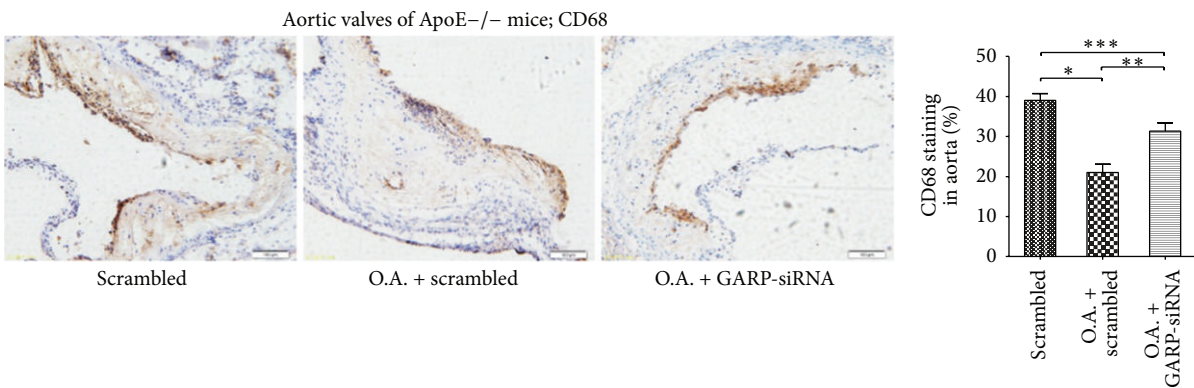 Aortic valves of ApoE−/− mice; CD68
Scrambled
O.A. + scrambled
O.A. + GARP-siRNA
CD68 staining
in aorta (%)
50
40
30
20
10
0
***
*
**
Scrambled
O.A. +
scrambled
O.A. +
GARP-siRNA